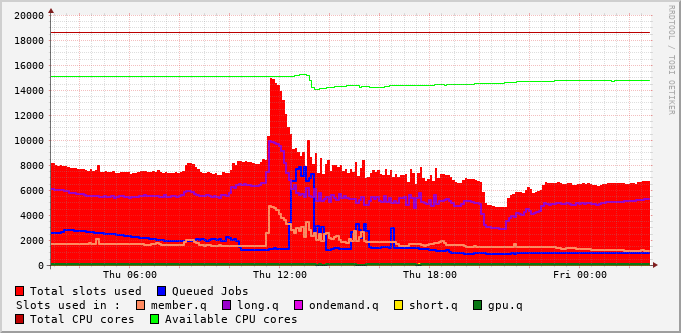 20000
18000
16000
14000
12000
10000
8000
6000
4000
2000
0
Thu 06:00 Thu 12:00 Thu 18:00 Fri 00:00
RRDTOOL / TOBI OETIKER
Total slots used Queued Jobs
Slots used in : member.q long.q ondemand.q short.q gpu.q
Total CPU cores Available CPU cores